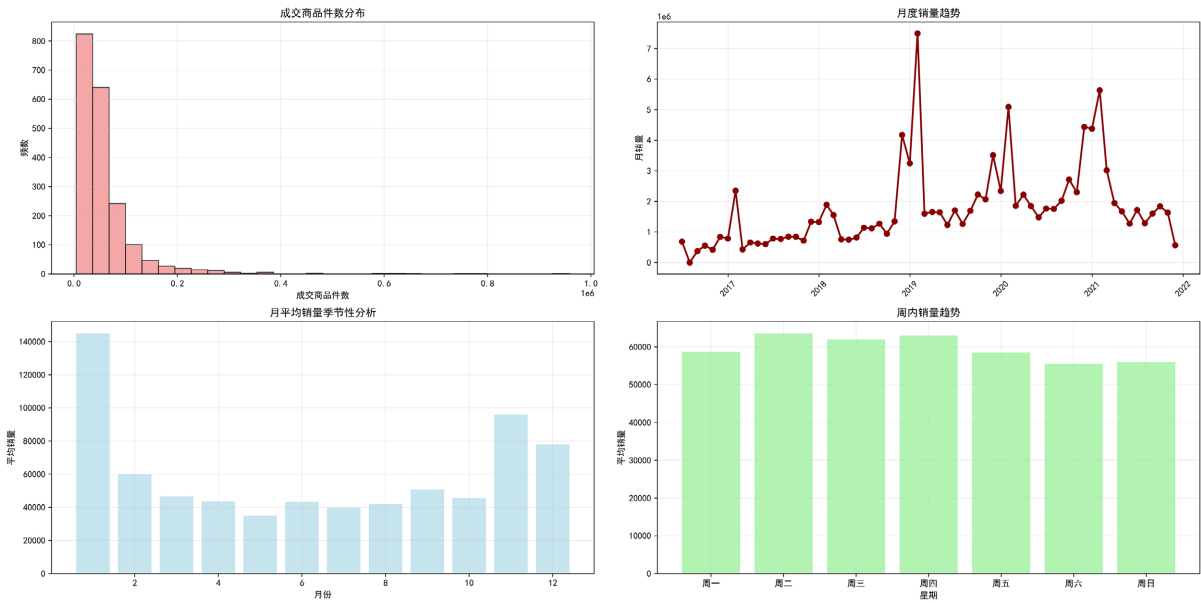 成交商品件数分布
频数
800
700
600
500
400
300
200
100
0
0.0 0.2 0.4 0.6 0.8 1.0
1e6
成交商品件数
月度销量趋势
1e6
月销量
7
6
5
4
3
2
1
0
2017 2018 2019 2020 2021 2022
月平均销量季节性分析
平均销量
140000
120000
100000
80000
60000
40000
20000
0
2 4 6 8 10 12
月份
周内销量趋势
平均销量
60000
50000
40000
30000
20000
10000
0
周一 周二 周三 周四 周五 周六 周日
星期